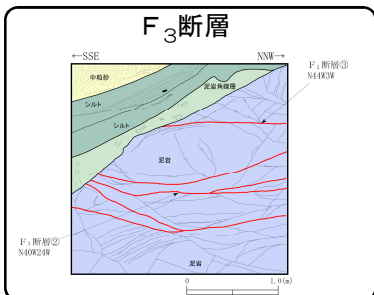 F₃断層
←SSE NNW→
中粒砂
泥岩角礫層
F₃断層③
N44W3W
シルト
シルト
泥岩
F₃断層②
N40W24W
泥岩
0 1.0(m)